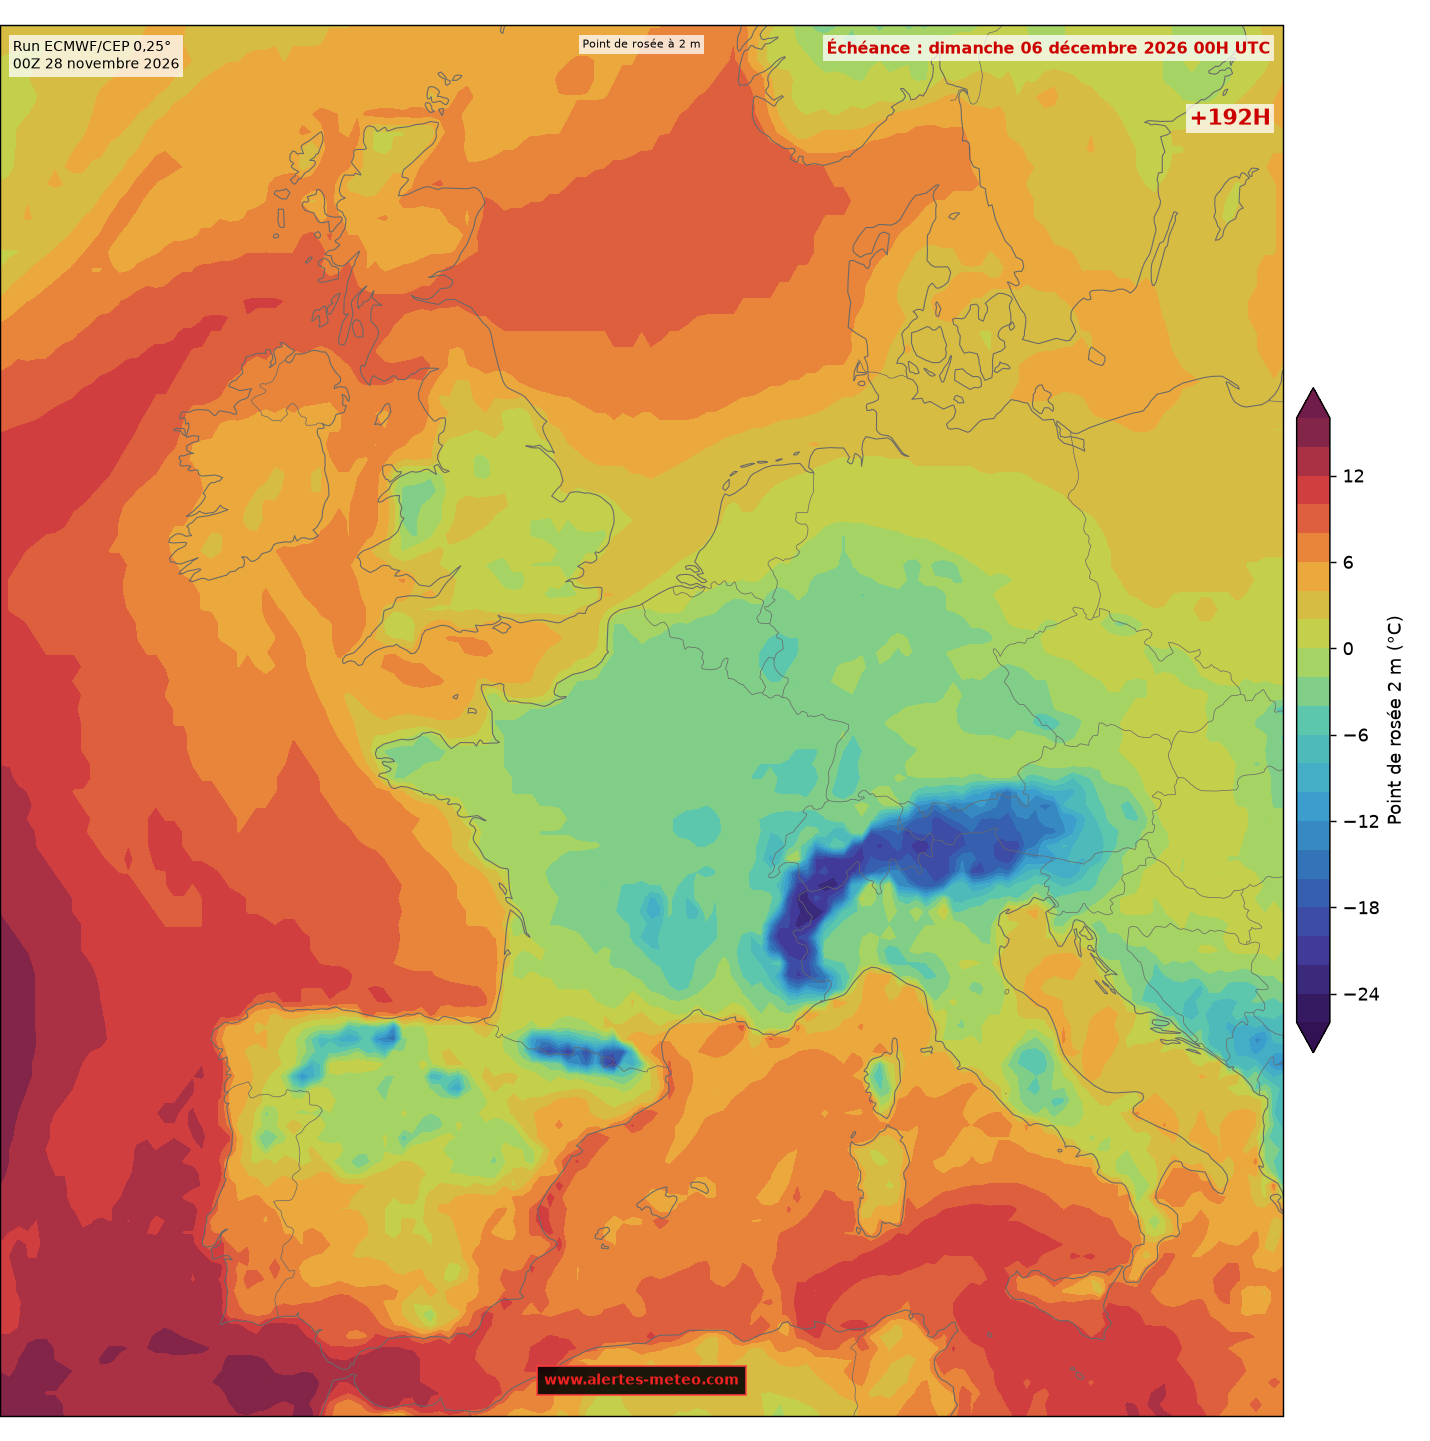 Run ECMWF/CEP 0,25°
00Z 28 novembre 2026
Point de rosée à 2 m
Échéance : dimanche 06 décembre 2026 00H UTC
+192H
12
6
0
−6
−12
−18
−24
Point de rosée 2 m (°C)
www.alertes-meteo.com